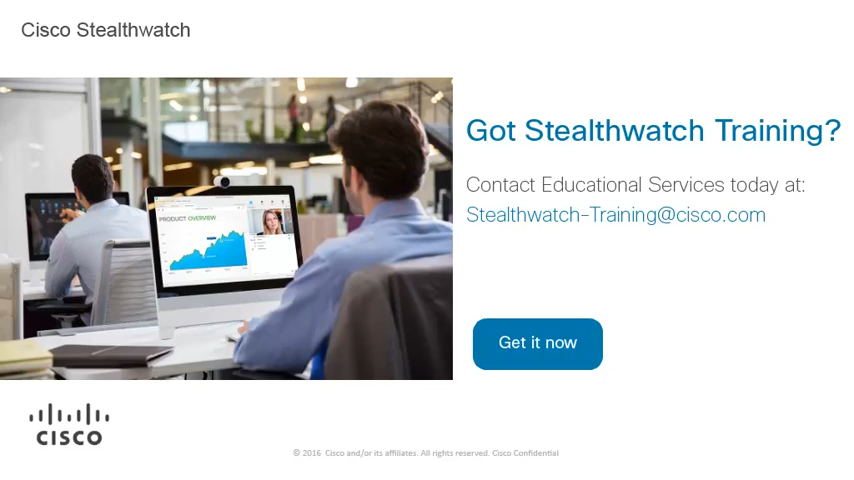 Cisco Stealthwatch
PRODUCT OVERVIEW
Got Stealthwatch Training?
Contact Educational Services today at:
Stealthwatch-Training@cisco.com
Get it now
CISCO
© 2016 Cisco and/or its affiliates. All rights reserved. Cisco Confidential